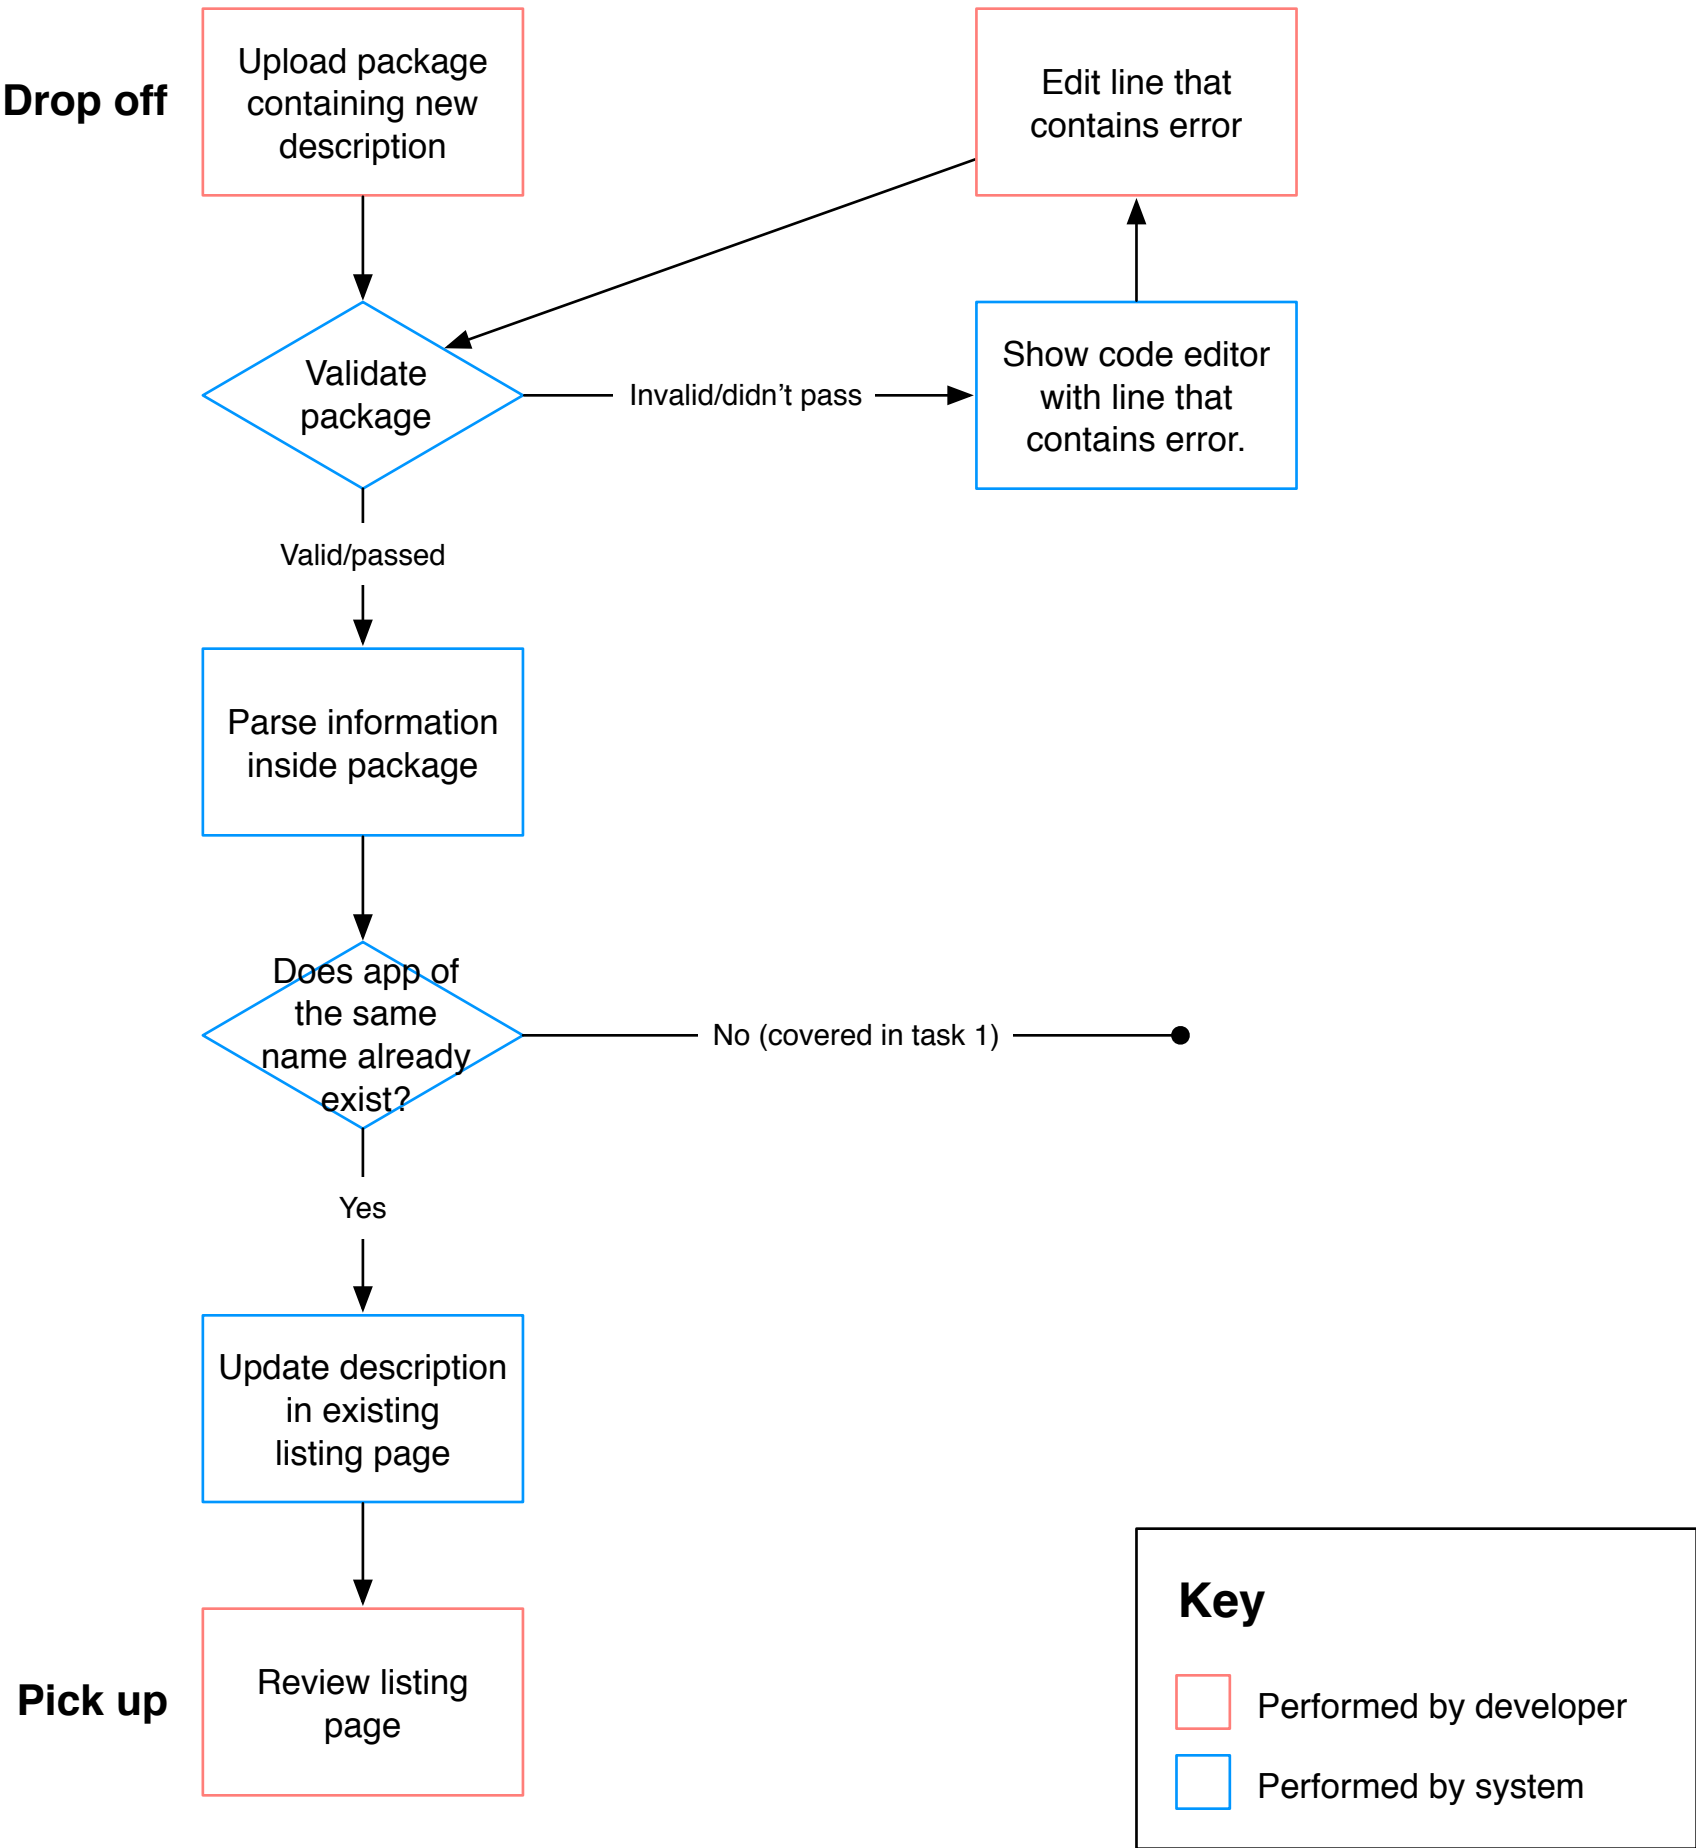 Drop off
Upload package
containing new
description
Edit line that
contains error
Validate
package
Invalid/didn't pass
Show code editor
with line that
contains error.
Valid/passed
Parse information
inside package
Does app of
the same
name already
exist?
No (covered in task 1)
Yes
Update description
in existing
listing page
Pick up
Review listing
page
Key
Performed by developer
Performed by system